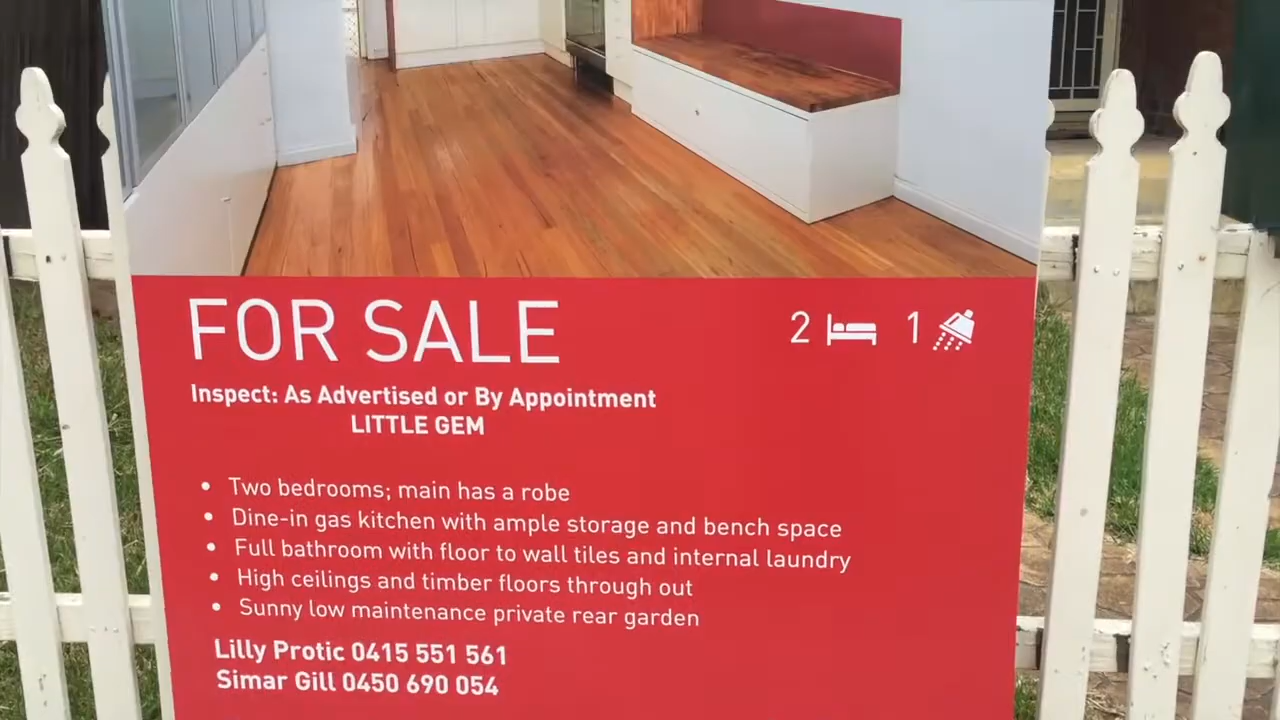 FOR SALE
2 1
Inspect: As Advertised or By Appointment
LITTLE GEM
• Two bedrooms; main has a robe
• Dine-in gas kitchen with ample storage and bench space
• Full bathroom with floor to wall tiles and internal laundry
• High ceilings and timber floors through out
• Sunny low maintenance private rear garden
Lilly Protic 0415 551 561
Simar Gill 0450 690 054